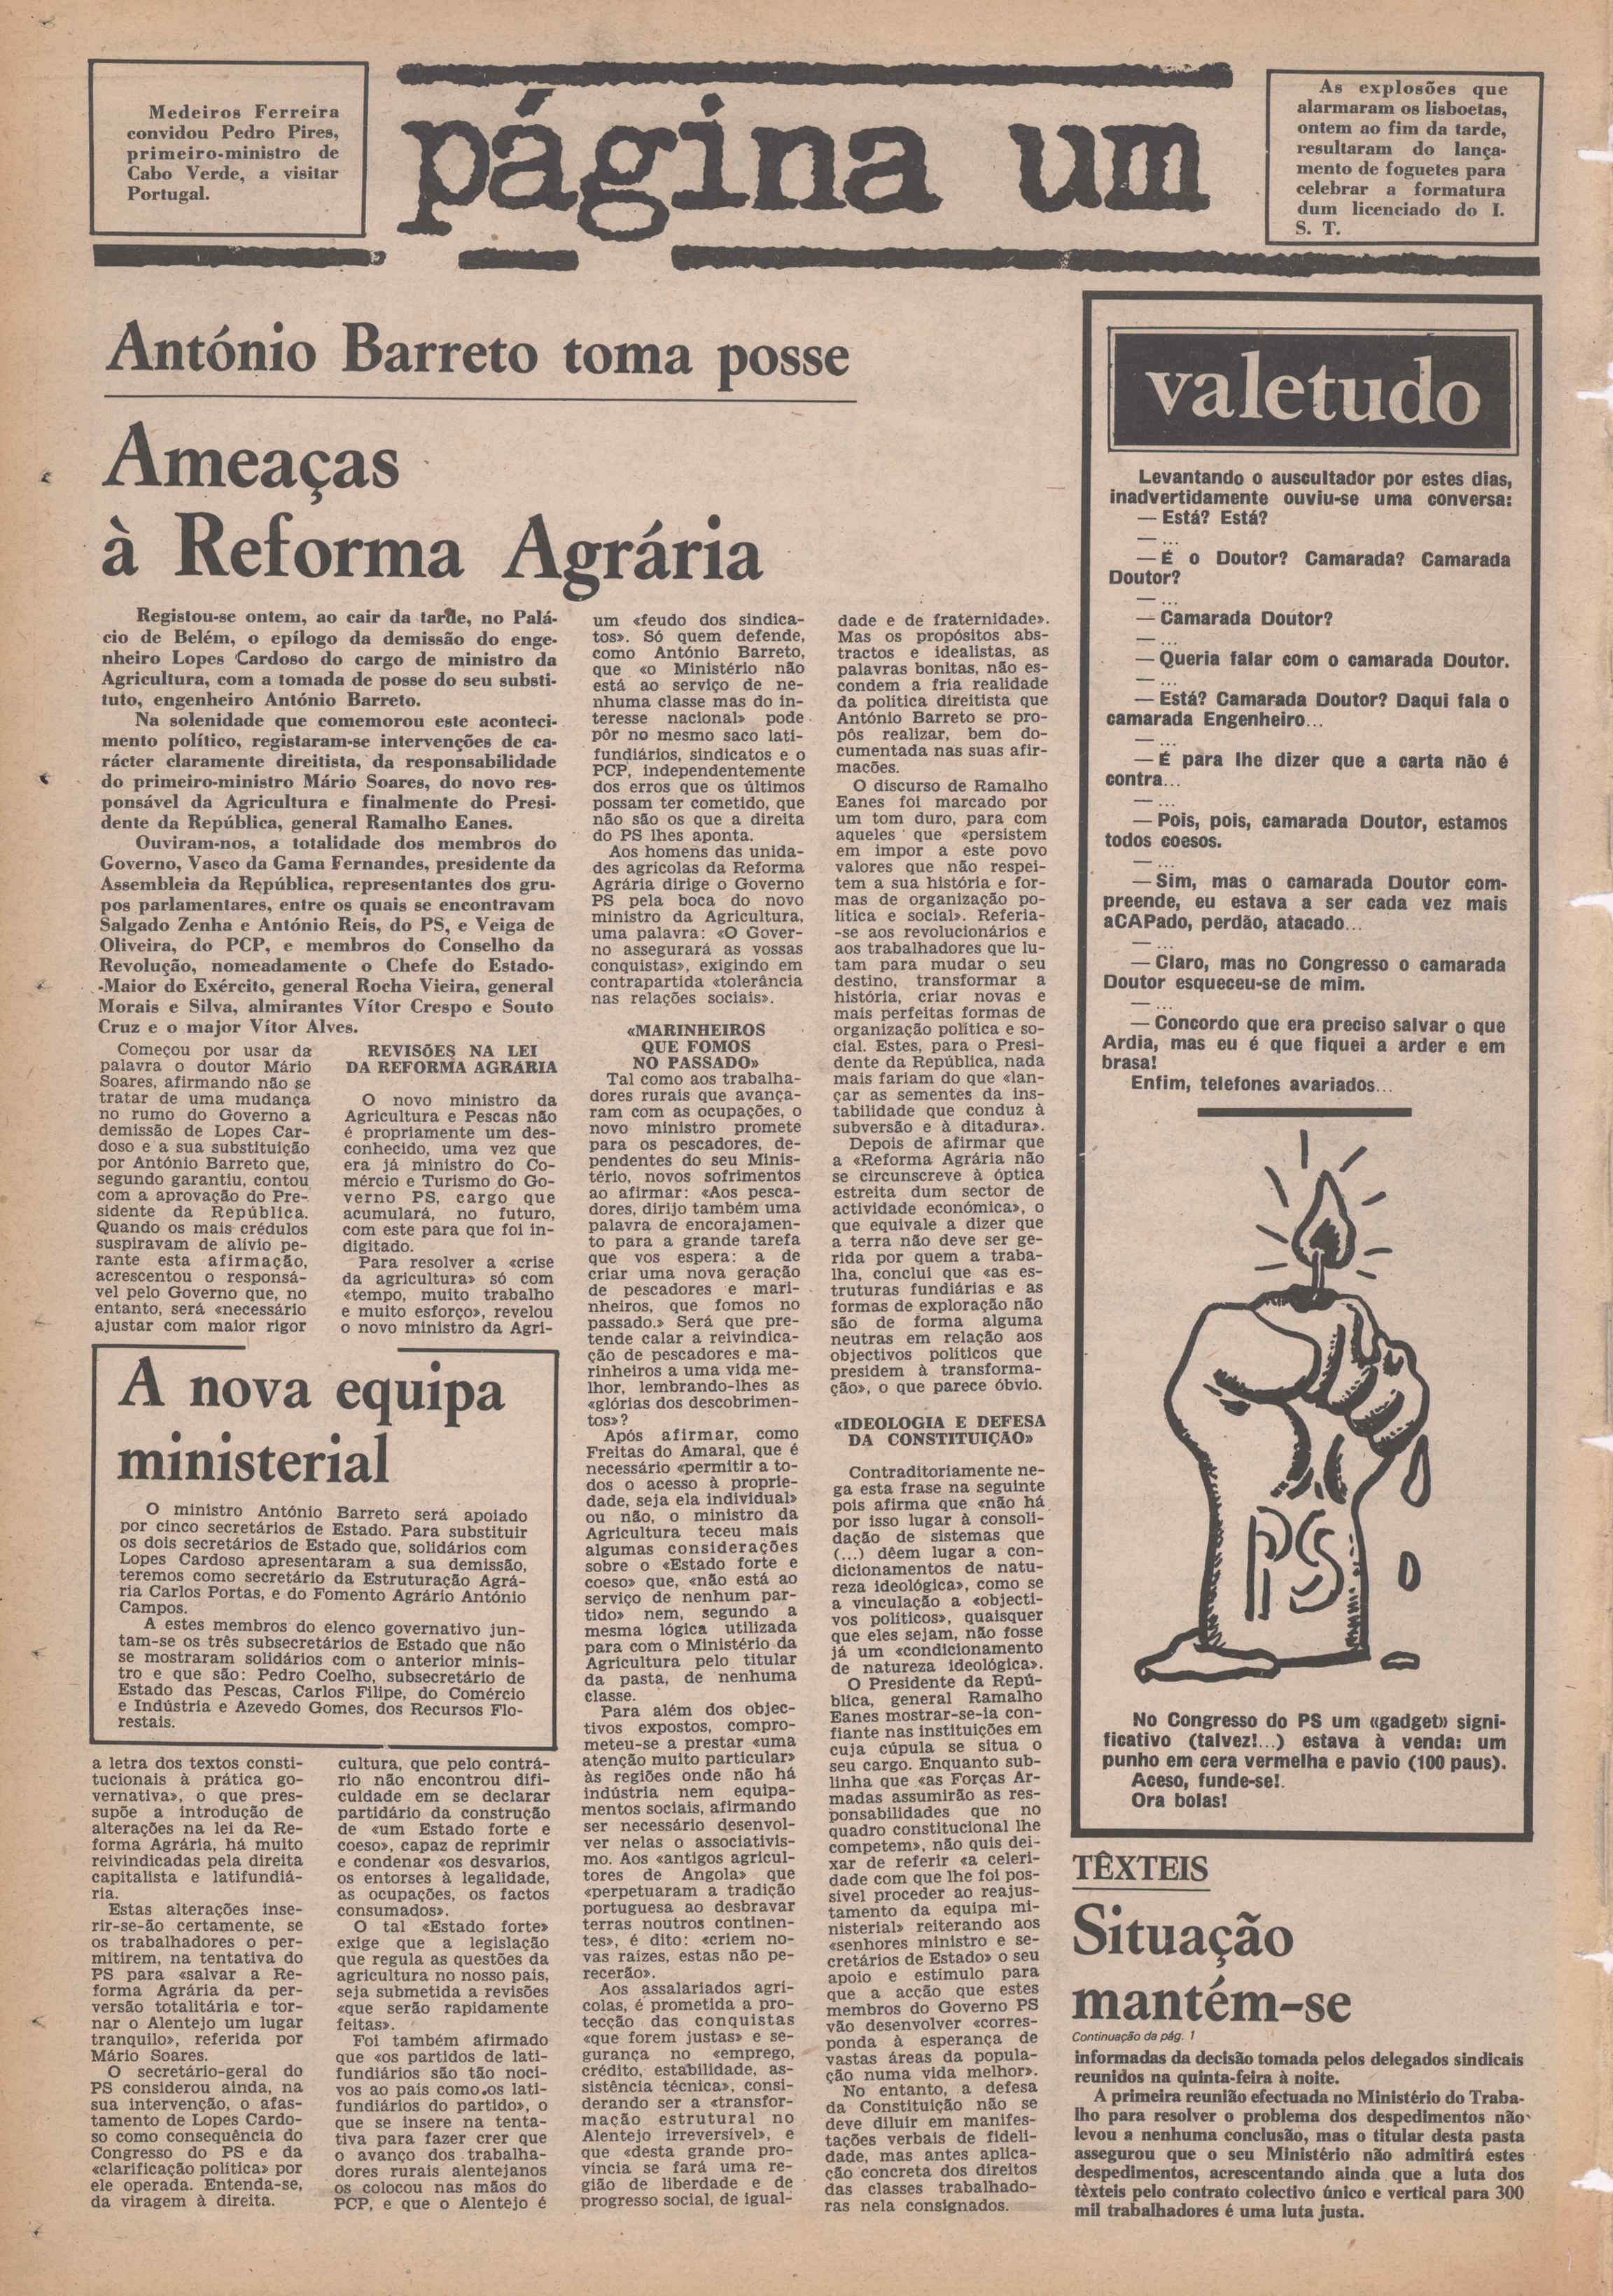 Medeiros Ferreira
convidou Pedro Pires,
primeiro-ministro de
Cabo Verde, a visitar
Portugal.
página um
As explosões que
alarmaram os lisboetas,
ontem ao fim da tarde,
resultaram do lança-
mento de foguetes para
celebrar a formatura
dum licenciado do I.
S. T.
António Barreto toma posse
Ameaças
à Reforma Agrária
Registou-se ontem, ao cair da tarde, no Palá-
cio de Belém, o epílogo da demissão do enge-
nheiro Lopes Cardoso do cargo de ministro da
Agricultura, com a tomada de posse do seu substi-
tuto, engenheiro António Barreto.
Na solenidade que comemorou este aconteci-
mento político, registaram-se intervenções de ca-
rácter claramente direitista, da responsabilidade
do primeiro-ministro Mário Soares, do novo res-
ponsável da Agricultura e finalmente do Presi-
dente da República, general Ramalho Eanes.
Ouviram-nos, a totalidade dos membros do
Governo, Vasco da Gama Fernandes, presidente da
Assembleia da República, representantes dos gru-
pos parlamentares, entre os quais se encontravam
Salgado Zenha e António Reis, do PS, e Veiga de
Oliveira, do PCP, e membros do Conselho da
Revolução, nomeadamente o Chefe do Estado-
-Maior do Exército, general Rocha Vieira, general
Morais e Silva, almirantes Vítor Crespo e Souto
Cruz e o major Vítor Alves.
Começou por usar da
palavra o doutor Mário
Soares, afirmando não se
tratar de uma mudança
no rumo do Governo a
demissão de Lopes Car-
doso e a sua substituição
por António Barreto que,
segundo garantiu, contou
com a aprovação do Pre-
sidente da República.
Quando os mais crédulos
suspiravam de alívio pe-
rante esta afirmação,
acrescentou o responsá-
vel pelo Governo que, no
entanto, será «necessário
ajustar com maior rigor
a letra dos textos consti-
tucionais à prática go-
vernativa», o que pres-
supõe a introdução de
alterações na lei da Re-
forma Agrária, há muito
reivindicadas pela direita
capitalista e latifundiá-
ria.
Estas alterações inse-
rir-se-ão certamente, se
os trabalhadores o per-
mitirem, na tentativa do
PS para «salvar a Re-
forma Agrária da per-
versão totalitária e tor-
nar o Alentejo um lugar
tranquilo», referida por
Mário Soares.
O secretário-geral do
PS considerou ainda, na
sua intervenção, o afas-
tamento de Lopes Cardo-
so como consequência do
Congresso do PS e da
«clarificação política» por
ele operada. Entenda-se,
da viragem à direita.
REVISÕES NA LEI
DA REFORMA AGRÁRIA
O novo ministro da
Agricultura e Pescas não
é propriamente um des-
conhecido, uma vez que
era já ministro do Co-
mércio e Turismo do Go-
verno PS, cargo que
acumulará, no futuro,
com este para que foi in-
digitado.
Para resolver a «crise
da agricultura» só com
«tempo, muito trabalho
e muito esforço», revelou
o novo ministro da Agri-
cultura, que pelo contrá-
rio não encontrou difi-
culdade em se declarar
partidário da construção
de «um Estado forte e
coeso», capaz de reprimir
e condenar «os desvarios,
os entorses à legalidade,
as ocupações, os factos
consumados».
O tal «Estado forte»
exige que a legislação
que regula as questões da
agricultura no nosso país,
seja submetida a revisões
«que serão rapidamente
feitas».
Foi também afirmado
que «os partidos de lati-
fundiários são tão noci-
vos ao país como os lati-
fundiários do partido», o
que se insere na tenta-
tiva para fazer crer que
o avanço dos trabalha-
dores rurais alentejanos
os colocou nas mãos do
PCP, e que o Alentejo é
um «feudo dos sindica-
tos». Só quem defende,
como António Barreto,
que «o Ministério não
está ao serviço de ne-
nhuma classe mas do in-
teresse nacional» pode
pôr no mesmo saco lati-
fundiários, sindicatos e o
PCP, independentemente
dos erros que os últimos
possam ter cometido, que
não são os que a direita
do PS lhes aponta.
Aos homens das unida-
des agrícolas da Reforma
Agrária dirige o Governo
PS pela boca do novo
ministro da Agricultura,
uma palavra: «O Gover-
no assegurará as vossas
conquistas», exigindo em
contrapartida «tolerância
nas relações sociais».
«MARINHEIROS
QUE FOMOS
NO PASSADO»
Tal como aos trabalha-
dores rurais que avança-
ram com as ocupações, o
novo ministro promete
para os pescadores, de-
pendentes do seu Minis-
tério, novos sofrimentos
ao afirmar: «Aos pesca-
dores, dirijo também uma
palavra de encorajamen-
to para a grande tarefa
que vos espera: a de
criar uma nova geração
de pescadores e mari-
nheiros, que fomos no
passado.» Será que pre-
tende calar a reivindica-
ção de pescadores e ma-
rinheiros a uma vida me-
lhor, lembrando-lhes as
«glórias dos descobrimen-
tos»?
Após afirmar, como
Freitas do Amaral, que é
necessário «permitir a to-
dos o acesso à proprie-
dade, seja ela individual»
ou não, o ministro da
Agricultura teceu mais
algumas considerações
sobre o «Estado forte e
coeso» que, «não está ao
serviço de nenhum par-
tido» nem, segundo a
mesma lógica utilizada
para com o Ministério da
Agricultura pelo titular
da pasta, de nenhuma
classe.
Para além dos objec-
tivos expostos, compro-
meteu-se a prestar «uma
atenção muito particular»
às regiões onde não há
indústria nem equipa-
mentos sociais, afirmando
ser necessário desenvol-
ver nelas o associativis-
mo. Aos «antigos agricul-
tores de Angola» que
«perpetuaram a tradição
portuguesa ao desbravar
terras noutros continen-
tes», é dito: «criem no-
vas raízes, estas não pe-
recerão».
Aos assalariados agrí-
colas, é prometida a pro-
tecção das conquistas
«que forem justas» e se-
gurança no «emprego,
crédito, estabilidade, as-
sistência técnica», consi-
derando ser a «transfor-
mação estrutural no
Alentejo irreversível», e
que «desta grande pro-
víncia se fará uma re-
gião de liberdade e de
progresso social, de igual-
dade e de fraternidade».
Mas os propósitos abs-
tractos e idealistas, as
palavras bonitas, não es-
condem a fria realidade
da política direitista que
António Barreto se pro-
pôs realizar, bem do-
cumentada nas suas afir-
mações.
O discurso de Ramalho
Eanes foi marcado por
um tom duro, para com
aqueles que «persistem
em impor a este povo
valores que não respei-
tem a sua história e for-
mas de organização po-
lítica e social». Referia-
-se aos revolucionários e
aos trabalhadores que lu-
tam para mudar o seu
destino, transformar a
história, criar novas e
mais perfeitas formas de
organização política e so-
cial. Estes, para o Presi-
dente da República, nada
mais fariam do que «lan-
çar as sementes da ins-
tabilidade que conduz à
subversão e à ditadura».
Depois de afirmar que
a «Reforma Agrária não
se circunscreve à óptica
estreita dum sector de
actividade económica», o
que equivale a dizer que
a terra não deve ser ge-
rida por quem a traba-
lha, conclui que «as es-
truturas fundiárias e as
formas de exploração não
são de forma alguma
neutras em relação aos
objectivos políticos que
presidem à transforma-
ção», o que parece óbvio.
«IDEOLOGIA E DEFESA
DA CONSTITUIÇÃO»
Contraditoriamente ne-
ga esta frase na seguinte
pois afirma que «não há
por isso lugar à consoli-
dação de sistemas que
(...) dêem lugar a con-
dicionamentos de natu-
reza ideológica», como se
a vinculação a «objecti-
vos políticos», quaisquer
que eles sejam, não fosse
já um «condicionamento
de natureza ideológica».
O Presidente da Repú-
blica, general Ramalho
Eanes mostrar-se-ia con-
fiante nas instituições em
cuja cúpula se situa o
seu cargo. Enquanto sub-
linha que «as Forças Ar-
madas assumirão as res-
ponsabilidades que no
quadro constitucional lhe
competem», não quis dei-
xar de referir «a celeri-
dade com que lhe foi pos-
sível proceder ao reajus-
tamento da equipa mi-
nisterial» reiterando aos
«senhores ministro e se-
cretários de Estado» o seu
apoio e estímulo para
que a acção que estes
membros do Governo PS
vão desenvolver «corres-
ponda à esperança de
vastas áreas da popula-
ção numa vida melhor».
No entanto, a defesa
da Constituição não se
deve diluir em manifes-
tações verbais de fideli-
dade, mas antes aplica-
ção concreta dos direitos
das classes trabalhado-
ras nela consignados.
A nova equipa
ministerial
O ministro António Barreto será apoiado
por cinco secretários de Estado. Para substituir
os dois secretários de Estado que, solidários com
Lopes Cardoso apresentaram a sua demissão,
teremos como secretário da Estruturação Agrá-
ria Carlos Portas, e do Fomento Agrário António
Campos.
A estes membros do elenco governativo jun-
tam-se os três subsecretários de Estado que não
se mostraram solidários com o anterior minis-
tro e que são: Pedro Coelho, subsecretário de
Estado das Pescas, Carlos Filipe, do Comércio
e Indústria e Azevedo Gomes, dos Recursos Flo-
restais.
valetudo
Levantando o auscultador por estes dias,
inadvertidamente ouviu-se uma conversa:
— Está? Está?
— ...
— É o Doutor? Camarada? Camarada
Doutor?
— ...
— Camarada Doutor?
— ...
— Queria falar com o camarada Doutor.
— ...
— Está? Camarada Doutor? Daqui fala o
camarada Engenheiro...
— ...
— É para lhe dizer que a carta não é
contra...
— ...
— Pois, pois, camarada Doutor, estamos
todos coesos.
— ...
— Sim, mas o camarada Doutor com-
preende, eu estava a ser cada vez mais
aCAPado, perdão, atacado...
— ...
— Claro, mas no Congresso o camarada
Doutor esqueceu-se de mim.
— ...
— Concordo que era preciso salvar o que
Ardia, mas eu é que fiquei a arder e em
brasa!
Enfim, telefones avariados...
PS
No Congresso do PS um «gadget» signi-
ficativo (talvez!...) estava à venda: um
punho em cera vermelha e pavio (100 paus).
Aceso, funde-se!.
Ora bolas!
TÊXTEIS
Situação
mantém-se
Continuação da pág. 1
informadas da decisão tomada pelos delegados sindicais
reunidos na quinta-feira à noite.
A primeira reunião efectuada no Ministério do Traba-
lho para resolver o problema dos despedimentos não
levou a nenhuma conclusão, mas o titular desta pasta
assegurou que o seu Ministério não admitirá estes
despedimentos, acrescentando ainda que a luta dos
têxteis pelo contrato colectivo único e vertical para 300
mil trabalhadores é uma luta justa.